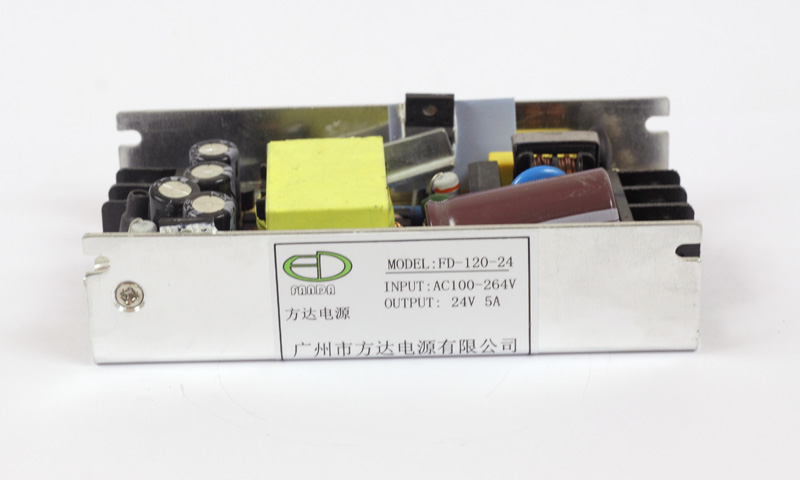 FD
FANDA
方达电源
MODEL:FD-120-24
INPUT:AC100-264V
OUTPUT: 24V 5A
广州市方达电源有限公司